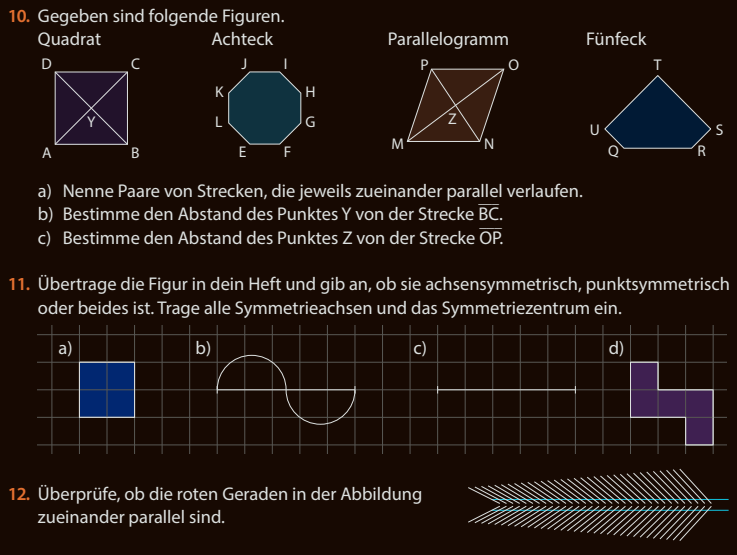 10. Gegeben sind folgende Figuren.
Quadrat Achteck Parallelogramm Fünfeck
D C J I P O T
K H
Y L G Z U S
A B E F M N Q R
a) Nenne Paare von Strecken, die jeweils zueinander parallel verlaufen.
b) Bestimme den Abstand des Punktes Y von der Strecke B̅C̅.
c) Bestimme den Abstand des Punktes Z von der Strecke O̅P̅.
11. Übertrage die Figur in dein Heft und gib an, ob sie achsensymmetrisch, punktsymmetrisch
oder beides ist. Trage alle Symmetrieachsen und das Symmetriezentrum ein.
a) b) c) d)
12. Überprüfe, ob die roten Geraden in der Abbildung
zueinander parallel sind.